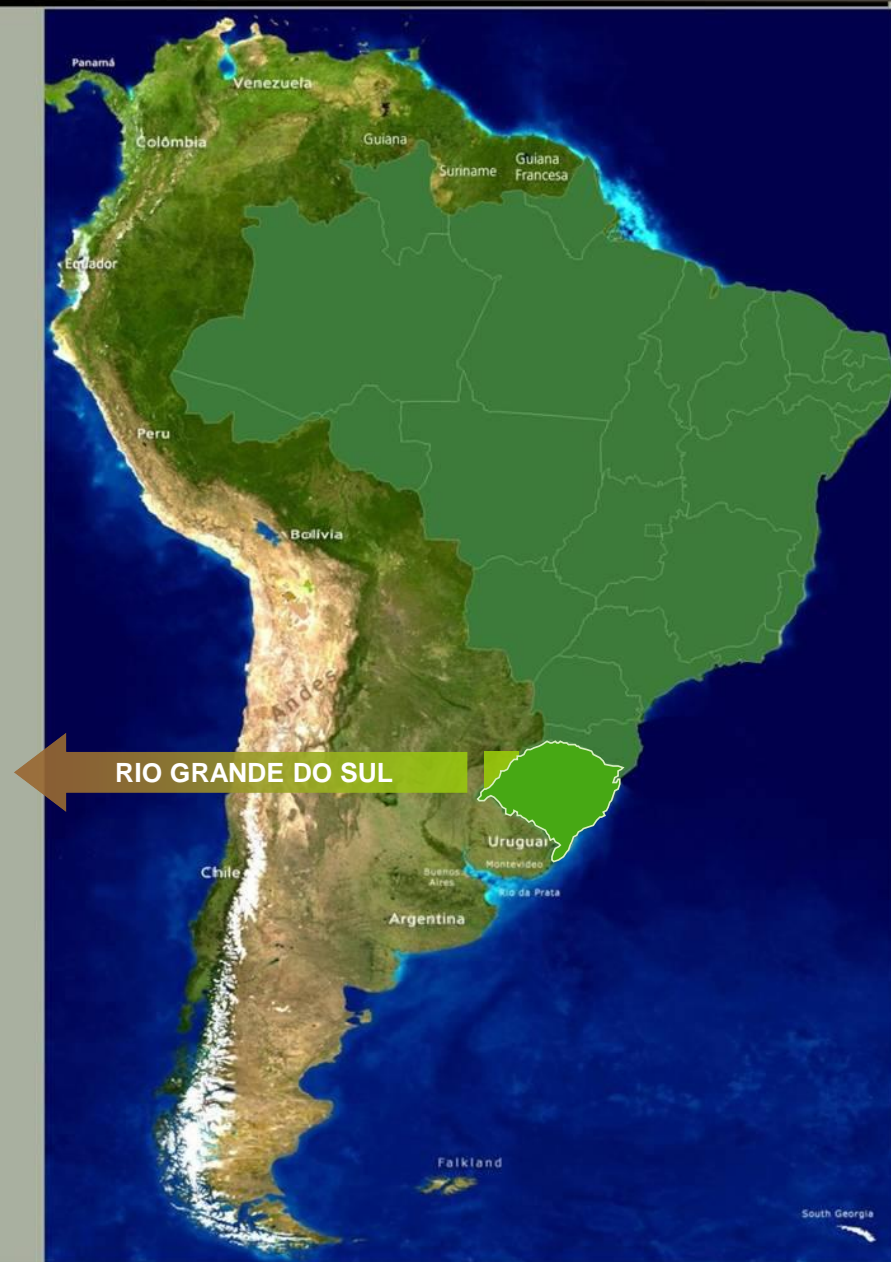 Panamá
Venezuela
Colômbia
Guiana
Suriname
Guiana
Francesa
Equador
Peru
Bolívia
Andes
RIO GRANDE DO SUL
Uruguai
Montevideo
Chile
Buenos
Aires
Rio da Prata
Argentina
Falkland
South Georgia